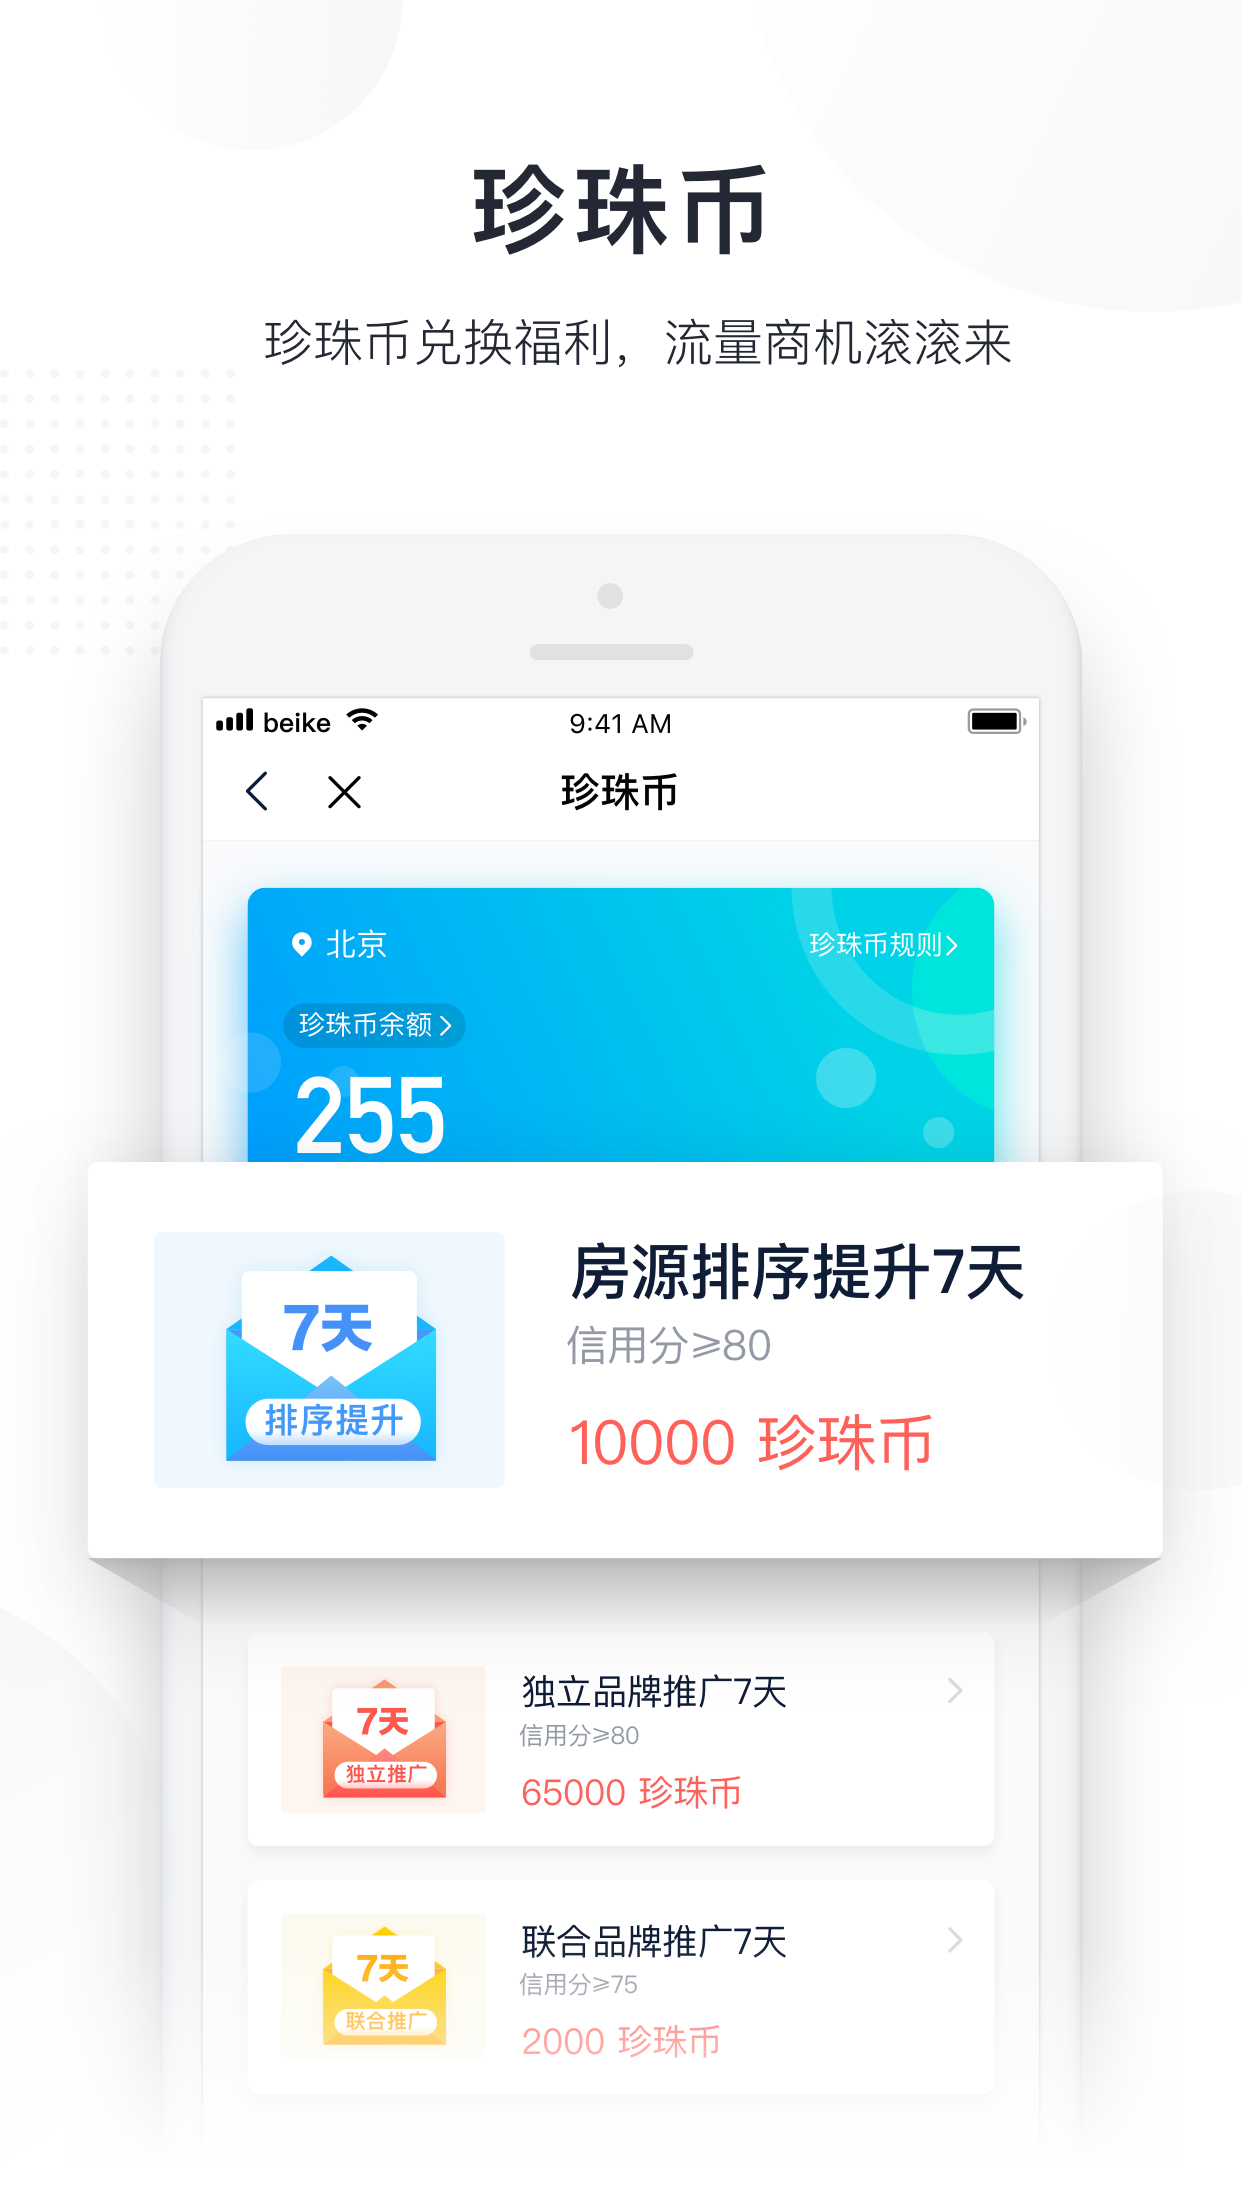 珍珠币
珍珠币兑换福利，流量商机滚滚来
beike 9:41 AM
珍珠币
北京 珍珠币规则
珍珠币余额
255
7天
排序提升
房源排序提升7天
信用分≥80
10000 珍珠币
7天
独立推广
独立品牌推广7天
信用分≥80
65000 珍珠币
7天
联合推广
联合品牌推广7天
信用分≥75
2000 珍珠币